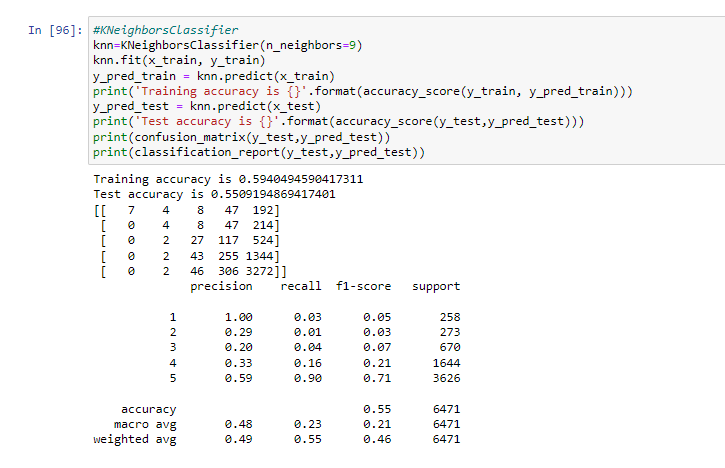 In [96]: #KNeighborsClassifier
knn=KNeighborsClassifier(n_neighbors=9)
knn.fit(x_train, y_train)
y_pred_train = knn.predict(x_train)
print('Training accuracy is {}'.format(accuracy_score(y_train, y_pred_train)))
y_pred_test = knn.predict(x_test)
print('Test accuracy is {}'.format(accuracy_score(y_test,y_pred_test)))
print(confusion_matrix(y_test,y_pred_test))
print(classification_report(y_test,y_pred_test))
Training accuracy is 0.5940494590417311
Test accuracy is 0.5509194869417401
[[ 7 4 8 47 192]
[ 0 4 8 47 214]
[ 0 2 27 117 524]
[ 0 2 43 255 1344]
[ 0 2 46 306 3272]]
precision recall f1-score support
1 1.00 0.03 0.05 258
2 0.29 0.01 0.03 273
3 0.20 0.04 0.07 670
4 0.33 0.16 0.21 1644
5 0.59 0.90 0.71 3626
accuracy 0.55 6471
macro avg 0.48 0.23 0.21 6471
weighted avg 0.49 0.55 0.46 6471